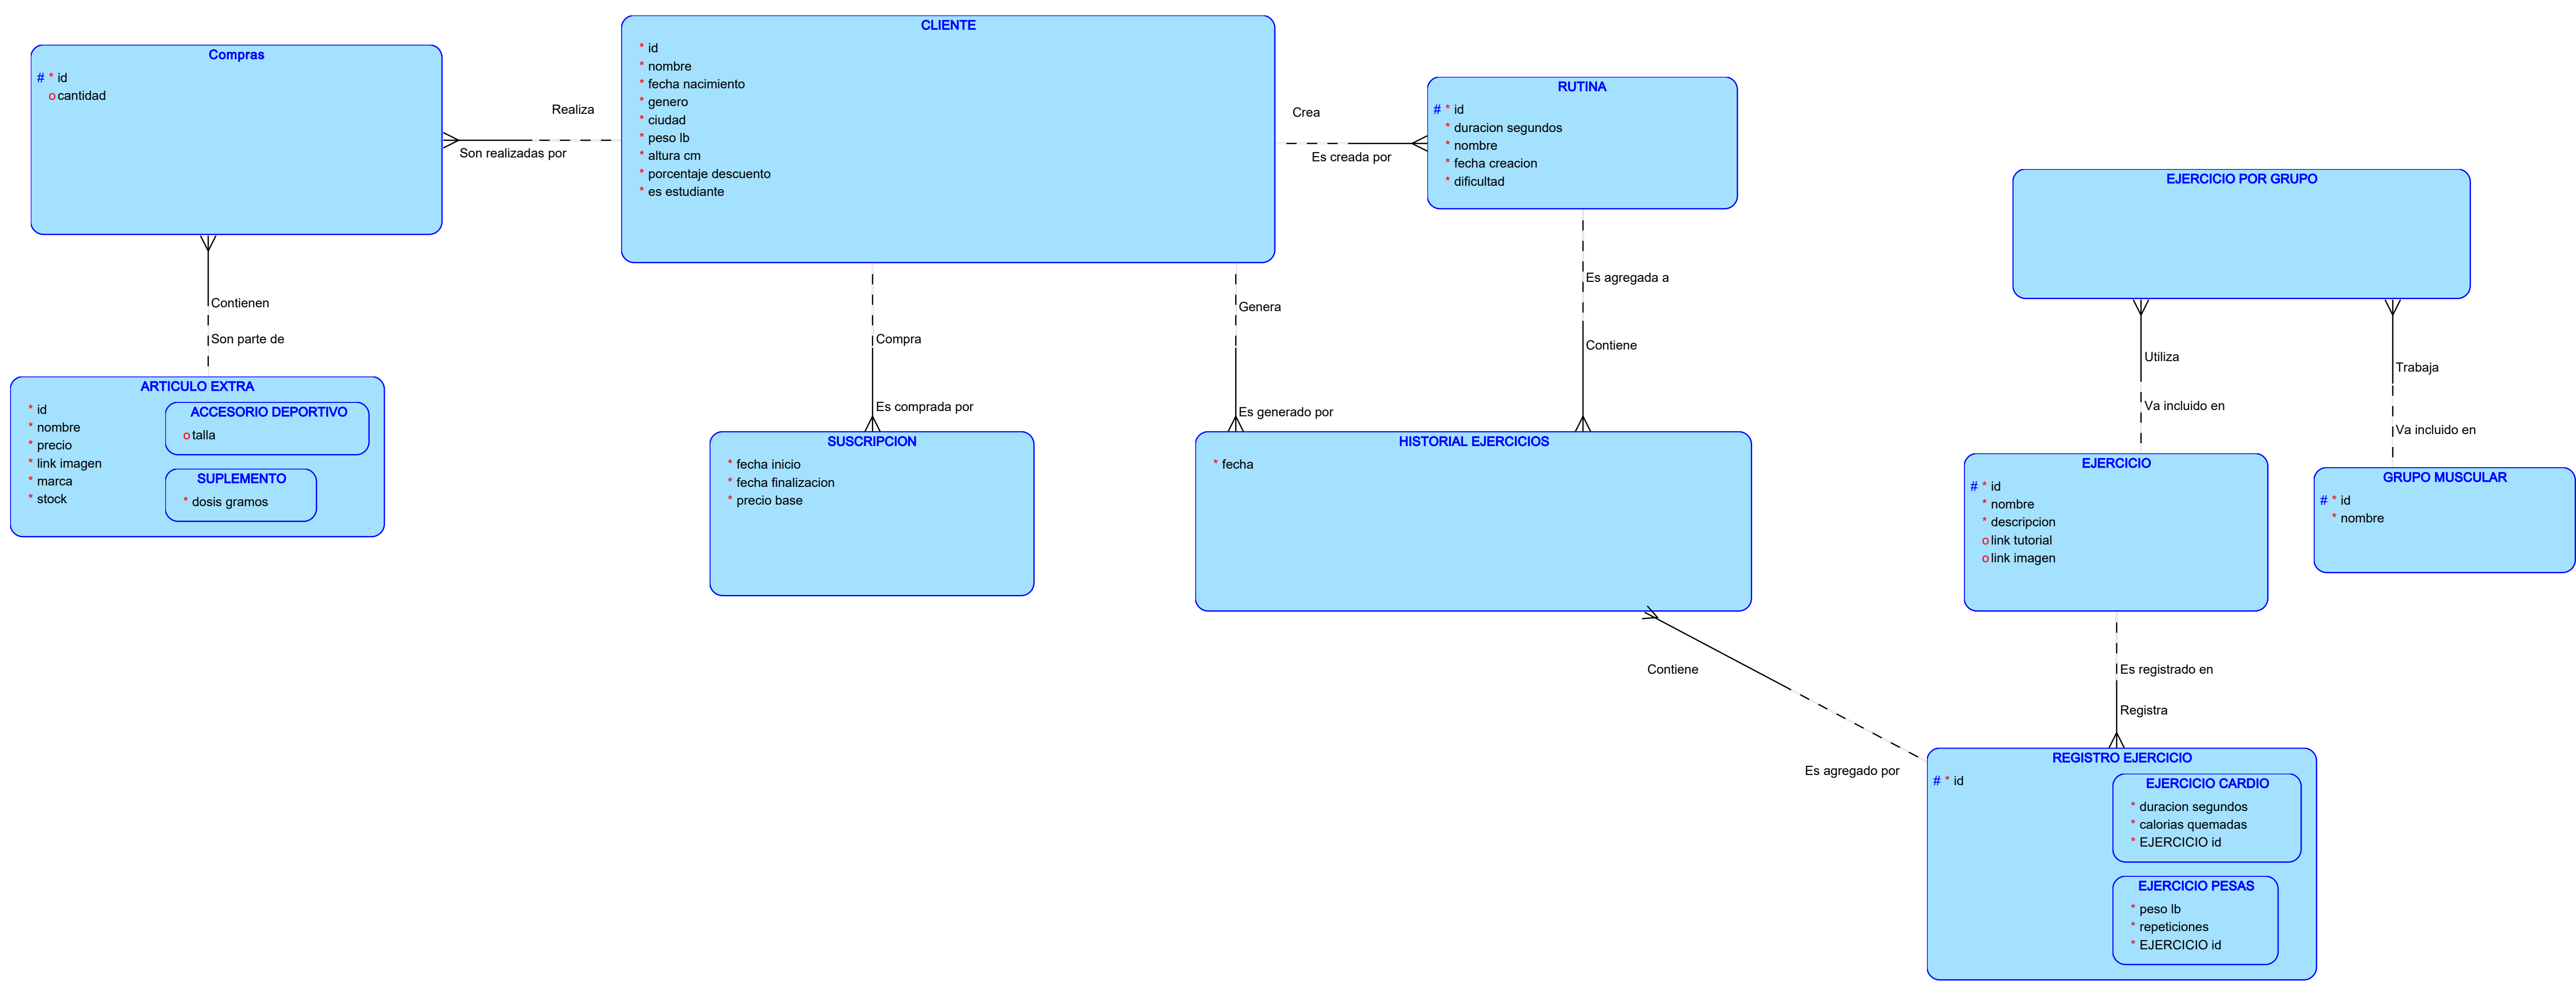 Compras
# * id
o cantidad
Realiza
Son realizadas por
CLIENTE
* id
* nombre
* fecha nacimiento
* genero
* ciudad
* peso lb
* altura cm
* porcentaje descuento
* es estudiante
Crea
Es creada por
RUTINA
# * id
* duracion segundos
* nombre
* fecha creacion
* dificultad
EJERCICIO POR GRUPO
Contienen
Son parte de
Compra
Es comprada por
Genera
Es generado por
Es agregada a
Contiene
Utiliza
Va incluido en
Trabaja
Va incluido en
ARTICULO EXTRA
* id
* nombre
* precio
* link imagen
* marca
* stock
ACCESORIO DEPORTIVO
o talla
SUPLEMENTO
* dosis gramos
SUSCRIPCION
* fecha inicio
* fecha finalizacion
* precio base
HISTORIAL EJERCICIOS
* fecha
EJERCICIO
# * id
* nombre
* descripcion
o link tutorial
o link imagen
GRUPO MUSCULAR
# * id
* nombre
Contiene
Es agregado por
Es registrado en
Registra
REGISTRO EJERCICIO
# * id
EJERCICIO CARDIO
* duracion segundos
* calorias quemadas
* EJERCICIO id
EJERCICIO PESAS
* peso lb
* repeticiones
* EJERCICIO id